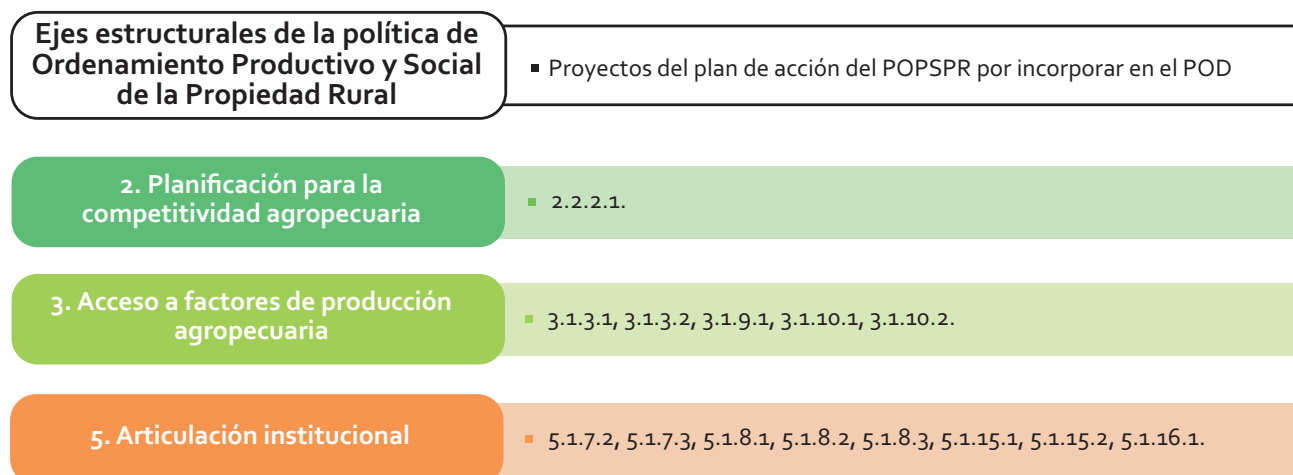 Ejes estructurales de la política de
Ordenamiento Productivo y Social
de la Propiedad Rural
▪ Proyectos del plan de acción del POPSPR por incorporar en el POD
2. Planificación para la
competitividad agropecuaria
▪ 2.2.2.1.
3. Acceso a factores de producción
agropecuaria
▪ 3.1.3.1, 3.1.3.2, 3.1.9.1, 3.1.10.1, 3.1.10.2.
5. Articulación institucional
▪ 5.1.7.2, 5.1.7.3, 5.1.8.1, 5.1.8.2, 5.1.8.3, 5.1.15.1, 5.1.15.2, 5.1.16.1.